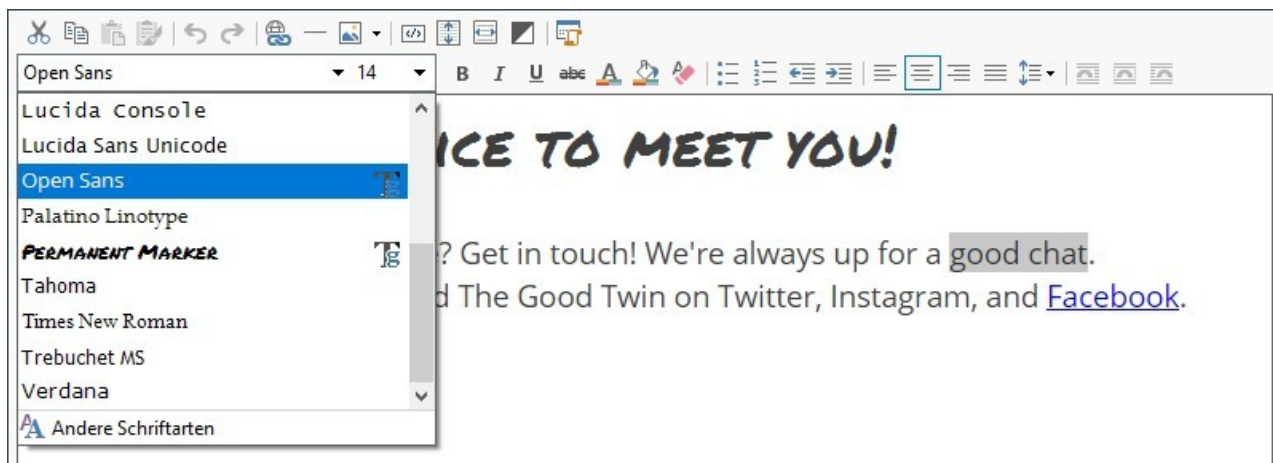 Open Sans 14 B I U abc A
Lucida Console
Lucida Sans Unicode
Open Sans
Palatino Linotype
PERMANENT MARKER
Tahoma
Times New Roman
Trebuchet MS
Verdana
Andere Schriftarten
ICE TO MEET YOU!
? Get in touch! We're always up for a good chat.
d The Good Twin on Twitter, Instagram, and Facebook.